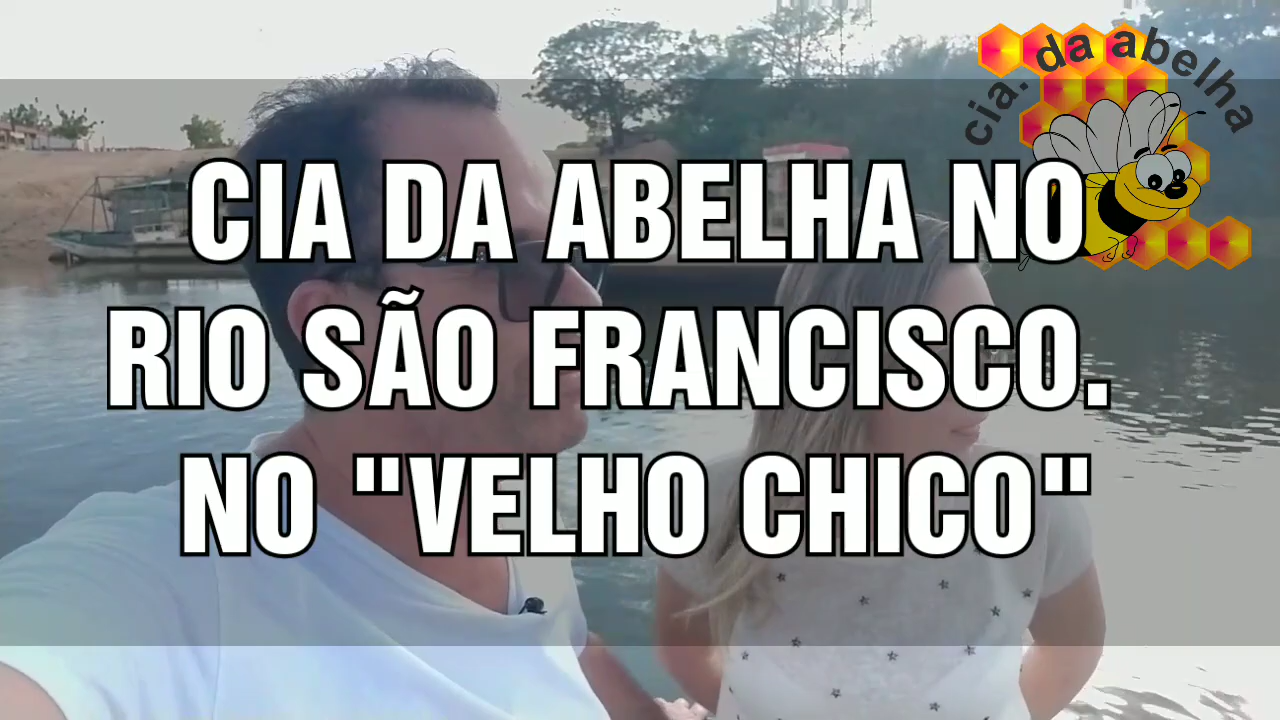 cia. da abelha
CIA DA ABELHA NO
RIO SÃO FRANCISCO.
NO "VELHO CHICO"